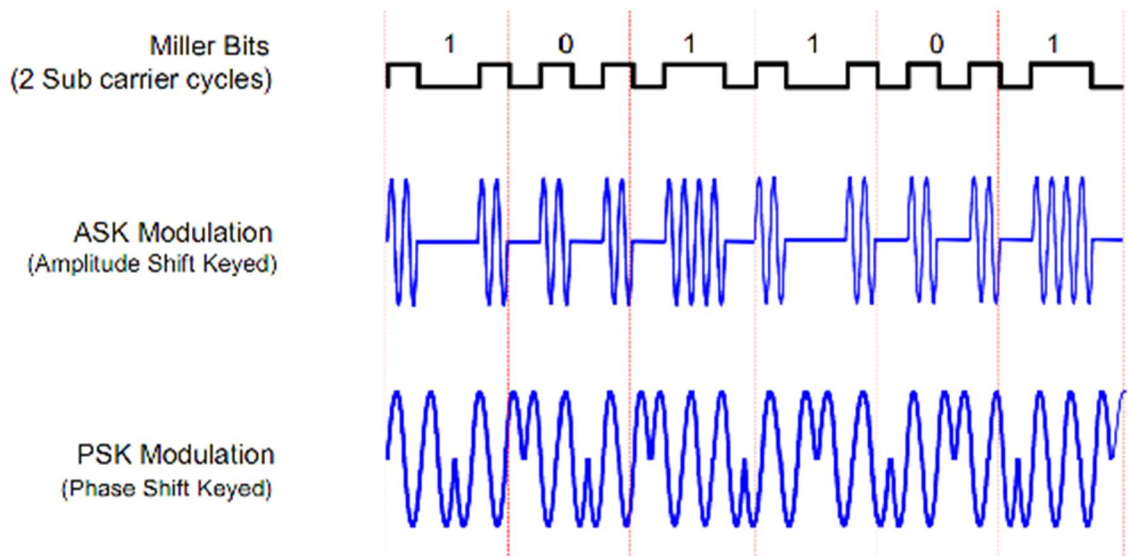 Miller Bits
(2 Sub carrier cycles)
1 0 1 1 0 1
ASK Modulation
(Amplitude Shift Keyed)
PSK Modulation
(Phase Shift Keyed)